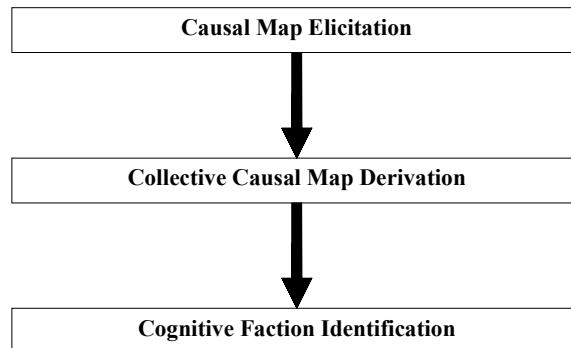 Causal Map Elicitation
Collective Causal Map Derivation
Cognitive Faction Identification